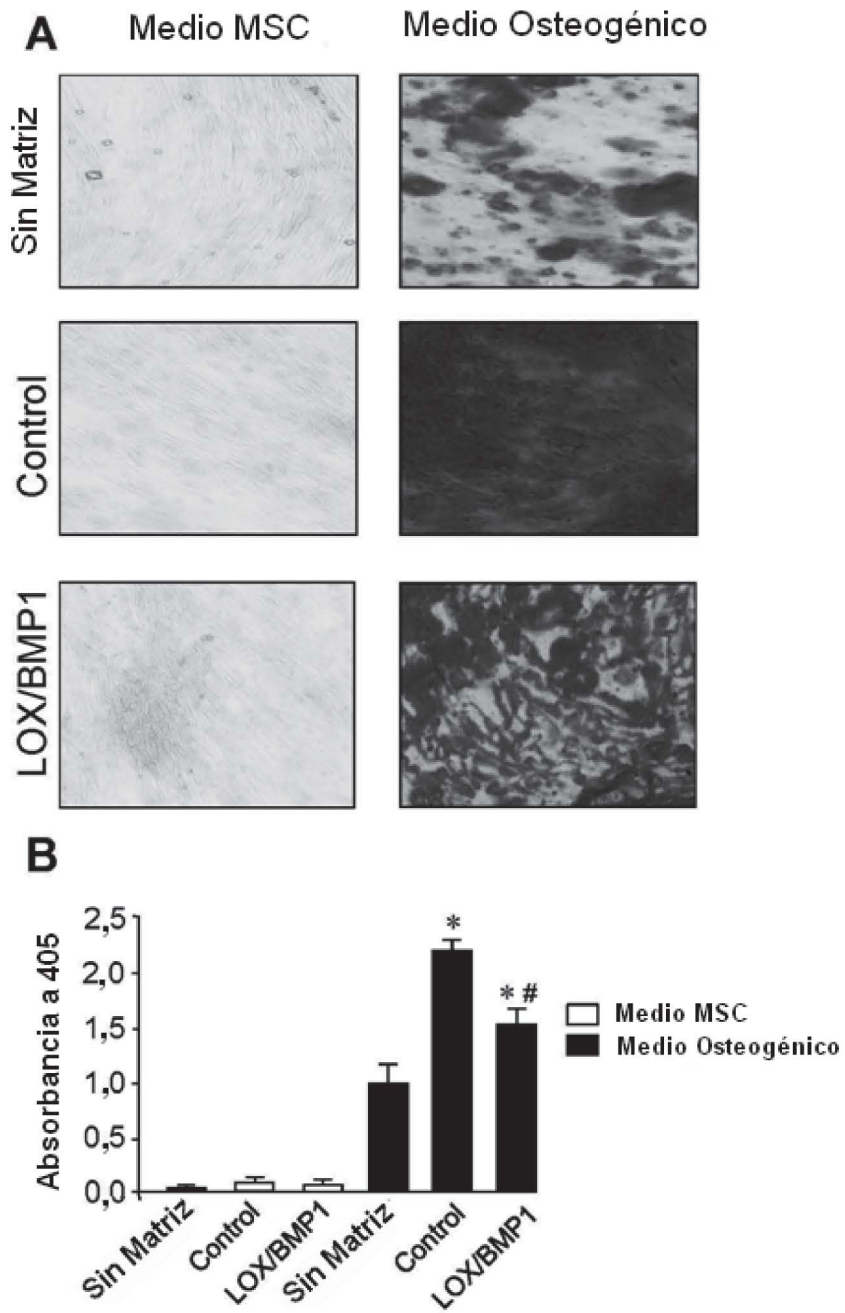 A
Medio MSC
Medio Osteogénico
Sin Matriz
Control
LOX/BMP1
B
Absorbancia a 405
2,5
2,0
1,5
1,0
0,5
0,0
*
* #
Medio MSC
Medio Osteogénico
Sin Matriz
Control
LOX/BMP1
Sin Matriz
Control
LOX/BMP1